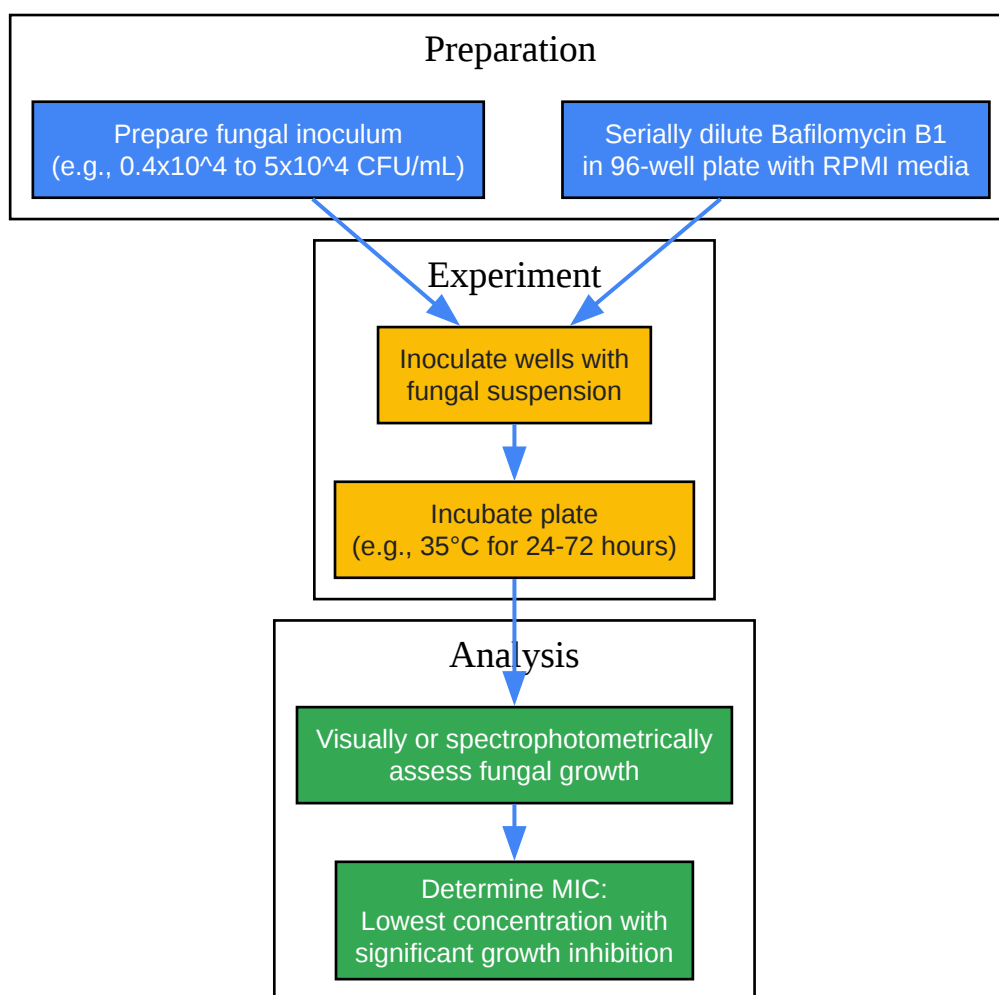 Preparation
Prepare fungal inoculum
(e.g., 0.4x10^4 to 5x10^4 CFU/mL)
Serially dilute Bafilomycin B1
in 96-well plate with RPMI media
Experiment
Inoculate wells with
fungal suspension
Incubate plate
(e.g., 35°C for 24-72 hours)
Analysis
Visually or spectrophotometrically
assess fungal growth
Determine MIC:
Lowest concentration with
significant growth inhibition